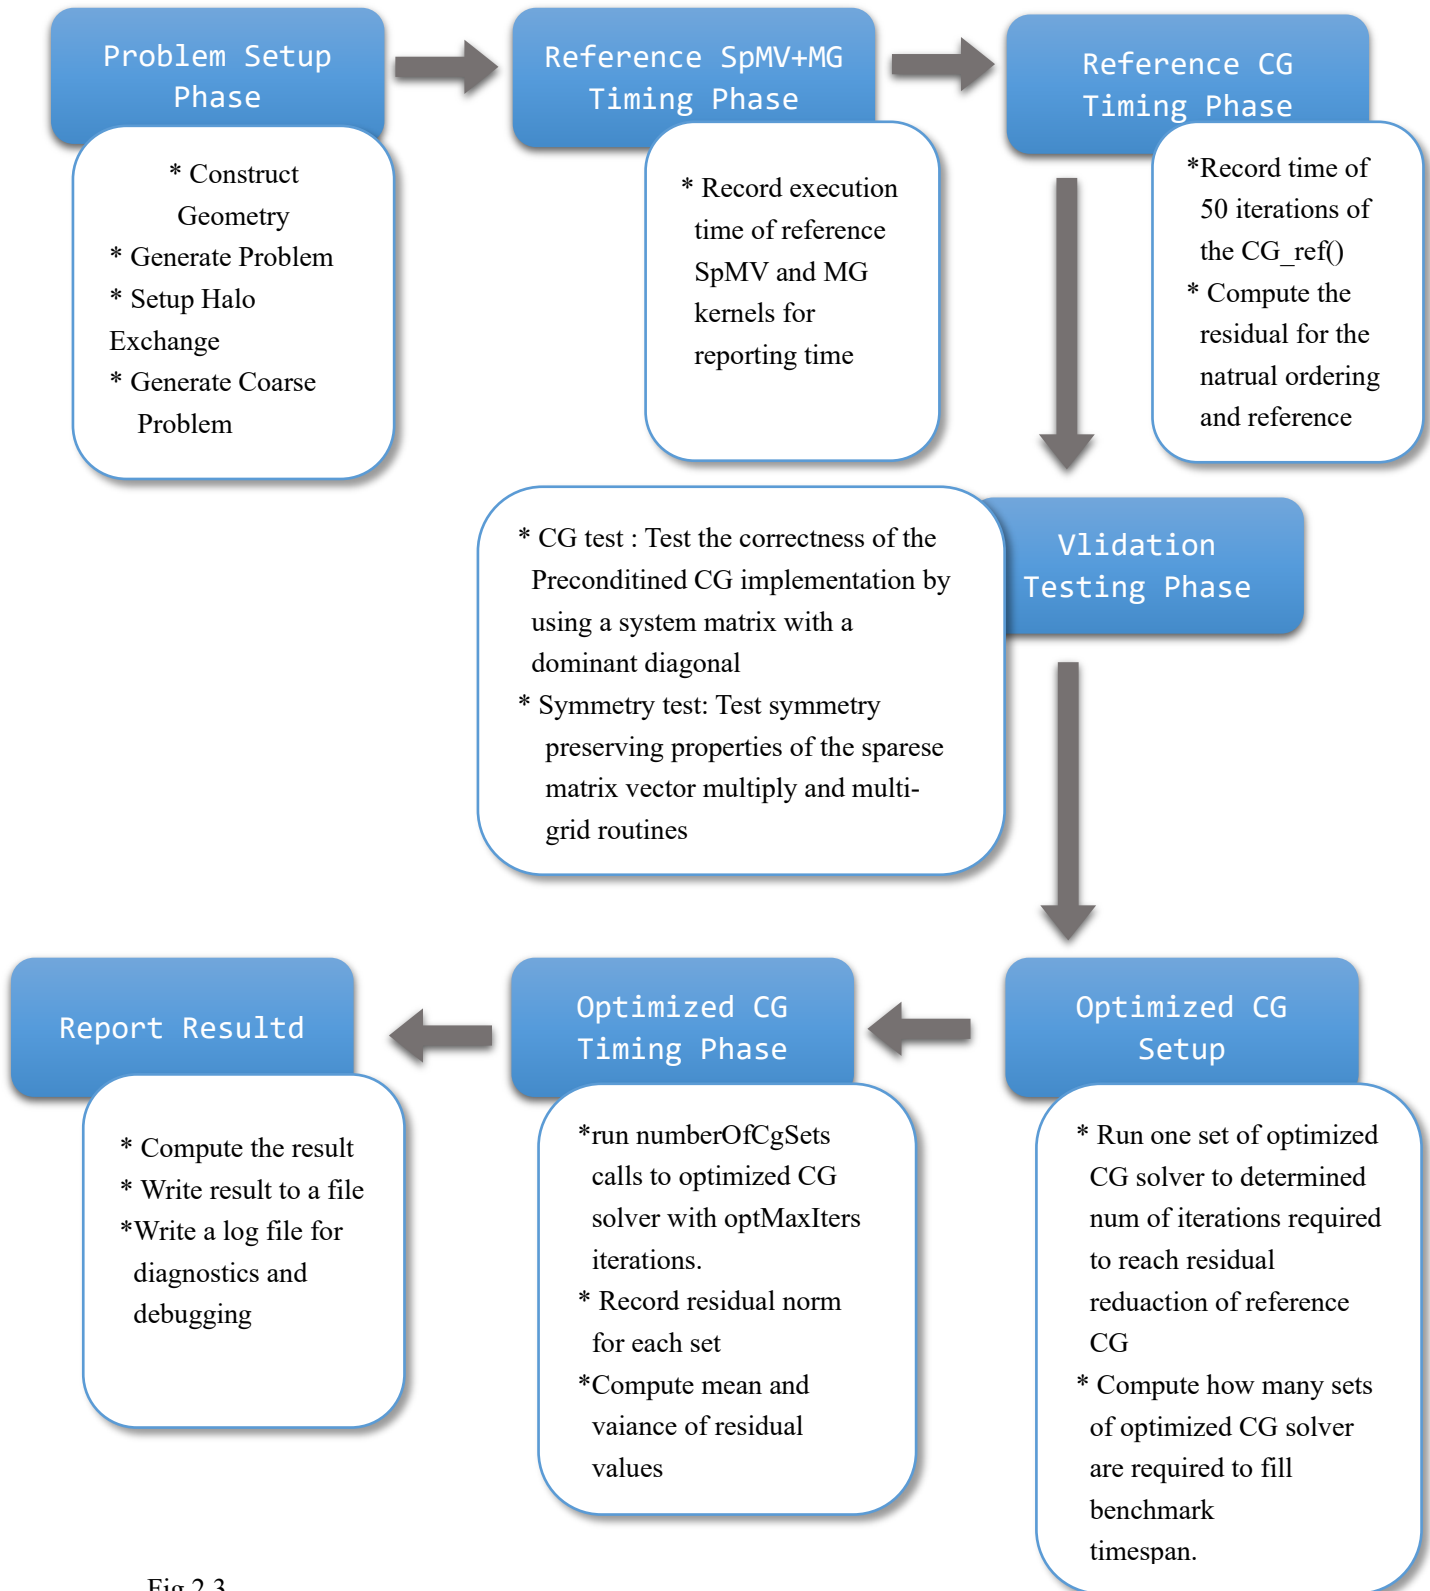 Problem Setup
Phase
* Construct
Geometry
* Generate Problem
* Setup Halo
Exchange
* Generate Coarse
Problem
Reference SpMV+MG
Timing Phase
* Record execution
time of reference
SpMV and MG
kernels for
reporting time
Reference CG
Timing Phase
*Record time of
50 iterations of
the CG_ref()
* Compute the
residual for the
natrual ordering
and reference
Vlidation
Testing Phase
* CG test : Test the correctness of the
Preconditined CG implementation by
using a system matrix with a
dominant diagonal
* Symmetry test: Test symmetry
preserving properties of the sparese
matrix vector multiply and multi-
grid routines
Optimized CG
Setup
* Run one set of optimized
CG solver to determined
num of iterations required
to reach residual
reduaction of reference
CG
* Compute how many sets
of optimized CG solver
are required to fill
benchmark
timespan.
Optimized CG
Timing Phase
*run numberOfCgSets
calls to optimized CG
solver with optMaxIters
iterations.
* Record residual norm
for each set
*Compute mean and
vaiance of residual
values
Report Resultd
* Compute the result
* Write result to a file
*Write a log file for
diagnostics and
debugging
Fig 2.3